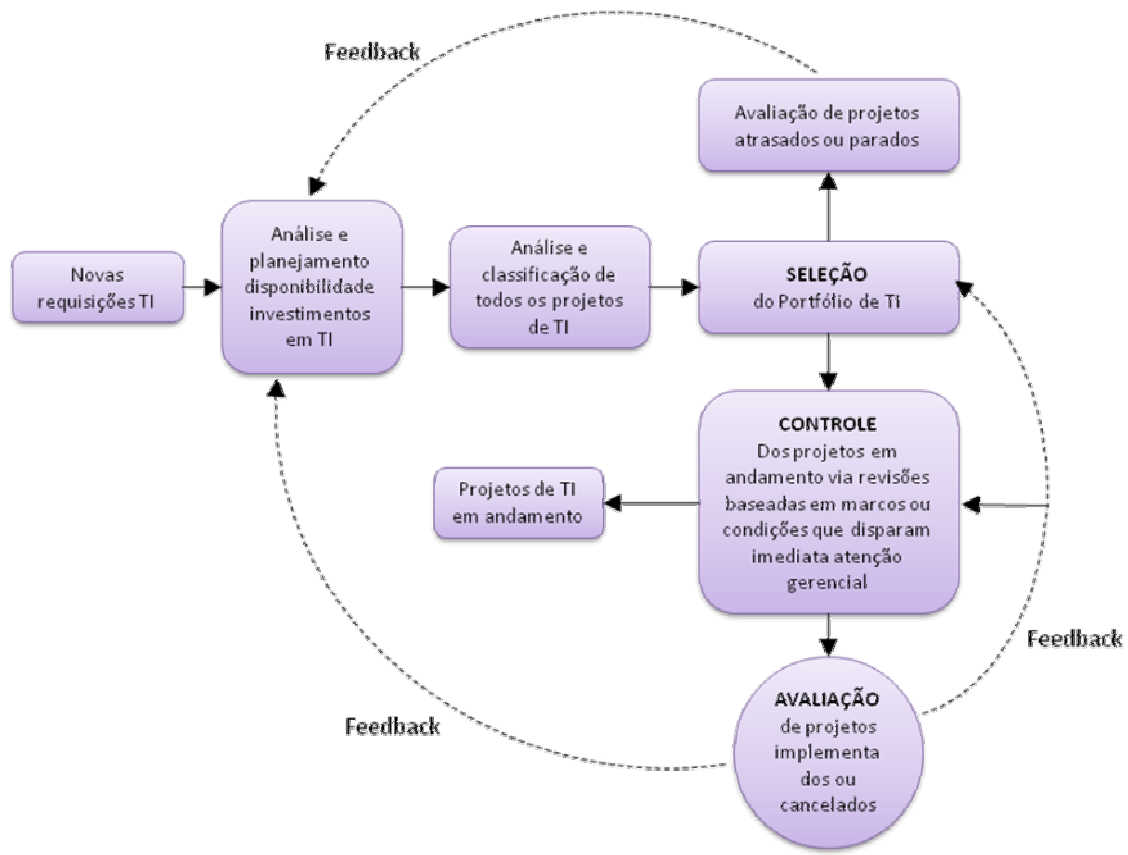 Feedback
Avaliação de projetos
atrasados ou parados
Novas
requisições TI
Análise e
planejamento
disponibilidade
investimentos
em TI
Análise e
classificação de
todos os projetos
de TI
SELEÇÃO
do Portfólio de TI
CONTROLE
Dos projetos em
andamento via revisões
baseadas em marcos ou
condições que disparam
imediata atenção
gerencial
Projetos de TI
em andamento
Feedback
Feedback
AVALIAÇÃO
de projetos
implementa
dos ou
cancelados